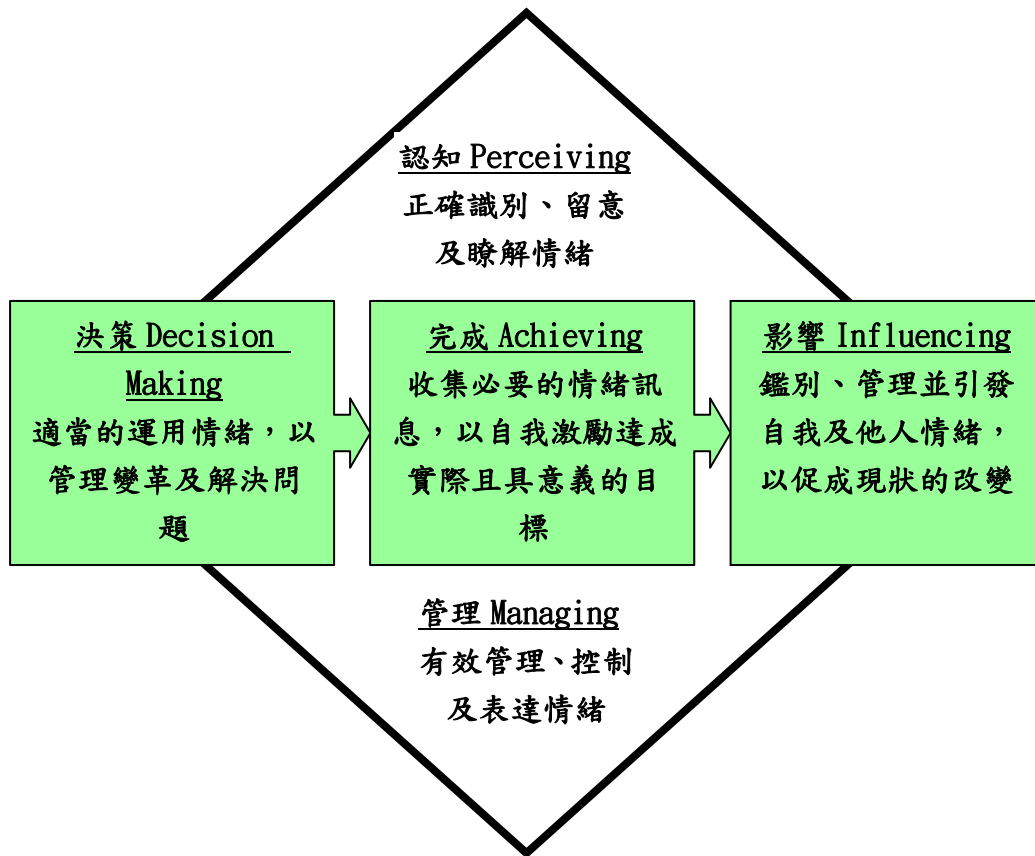 認知 Perceiving
正確識別、留意
及瞭解情緒
決策 Decision
Making
適當的運用情緒，以
管理變革及解決問
題
完成 Achieving
收集必要的情緒訊
息，以自我激勵達成
實際且具意義的目
標
影響 Influencing
鑑別、管理並引發
自我及他人情緒，
以促成現狀的改變
管理 Managing
有效管理、控制
及表達情緒